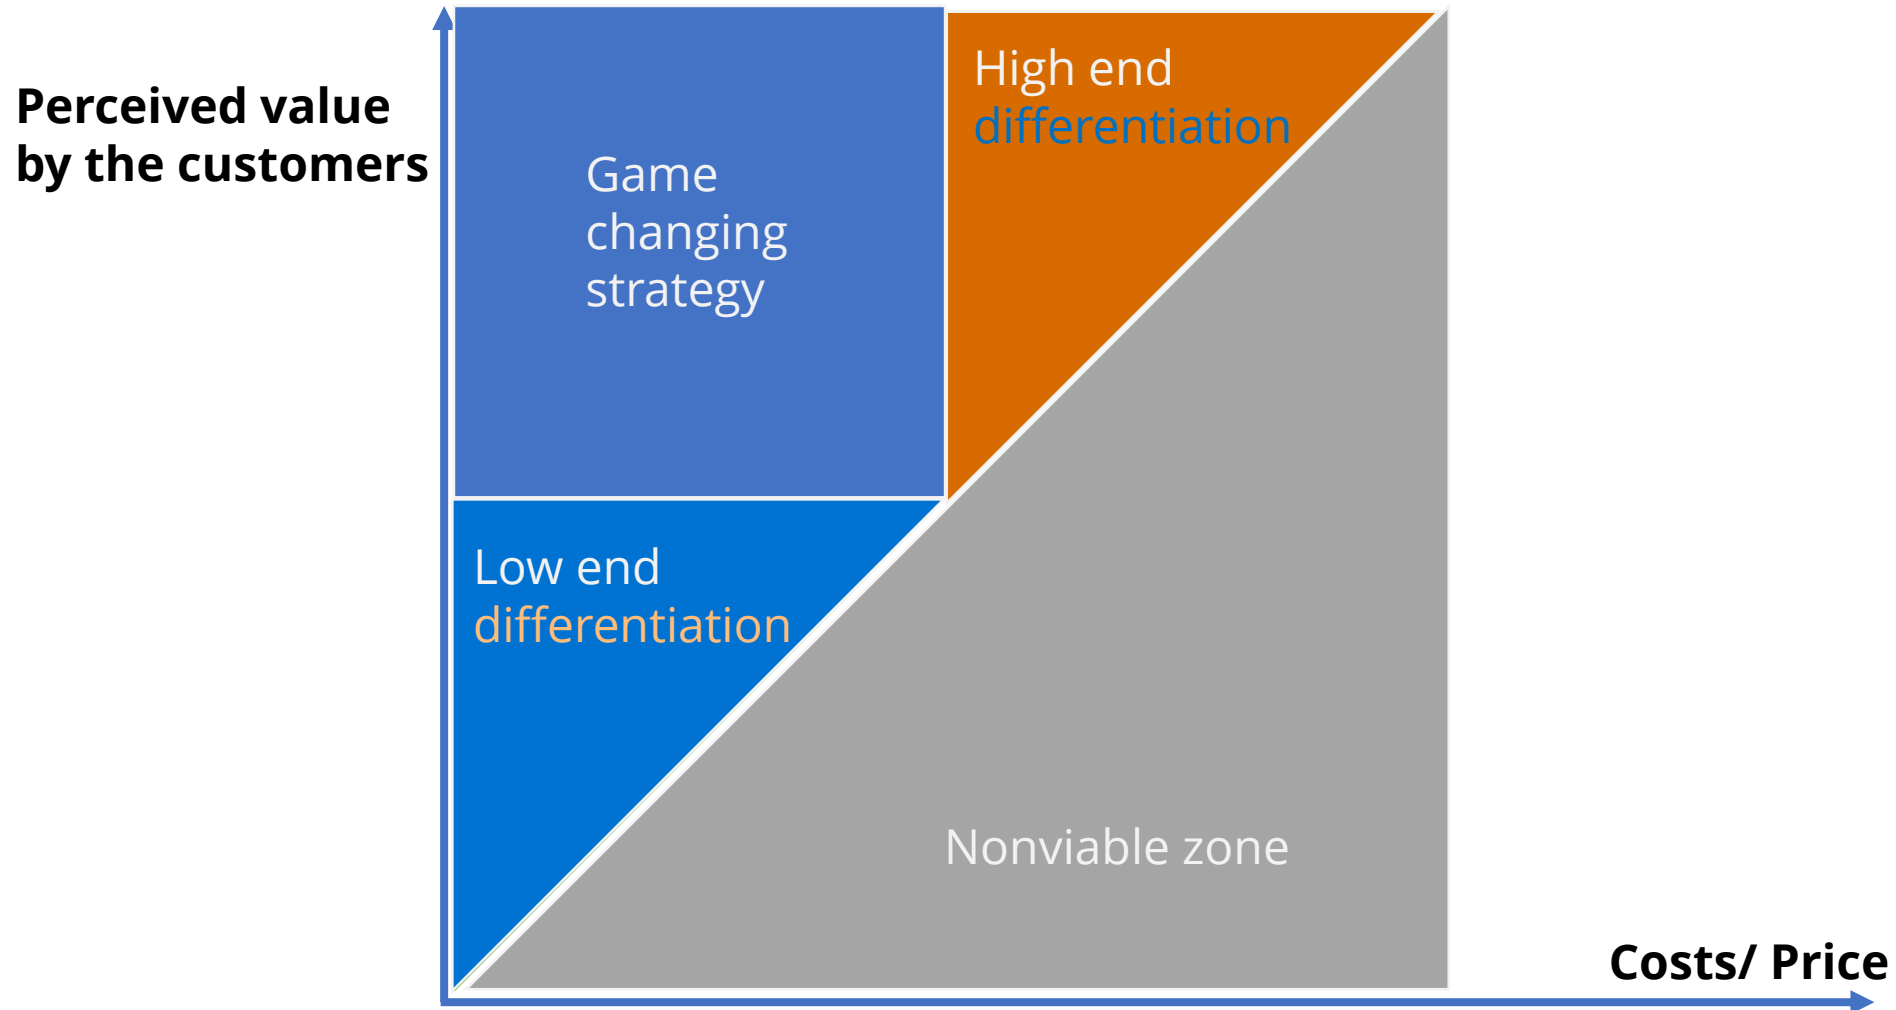 Perceived value
by the customers
Game
changing
strategy
High end
differentiation
Low end
differentiation
Nonviable zone
Costs/ Price